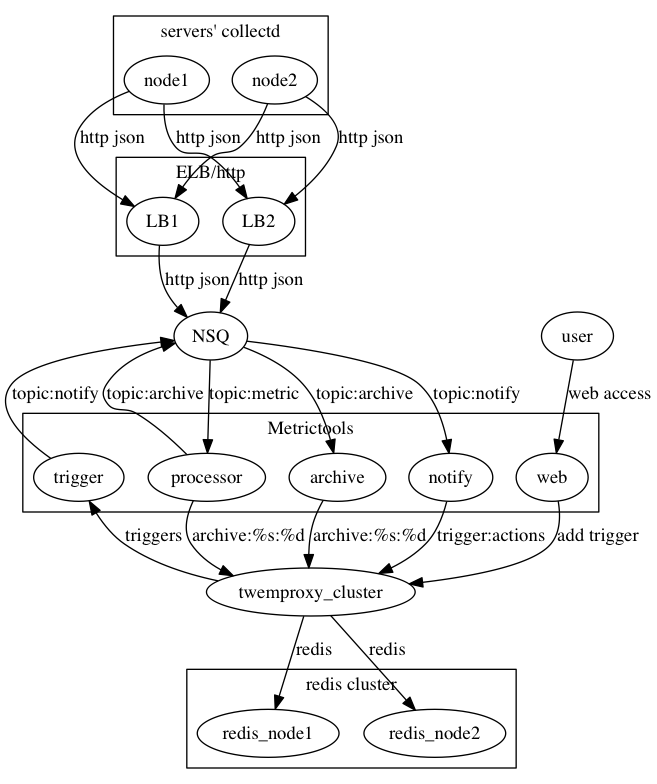 servers' collectd
node1
node2
http json
http json
http json
http json
ELB/http
LB1
LB2
http json
http json
NSQ
user
topic:notify
topic:archive
topic:metric
topic:archive
topic:notify
web access
Metrictools
trigger
processor
archive
notify
web
triggers
archive:%s:%d
archive:%s:%d
trigger:actions
add trigger
twemproxy_cluster
redis
redis
redis cluster
redis_node1
redis_node2